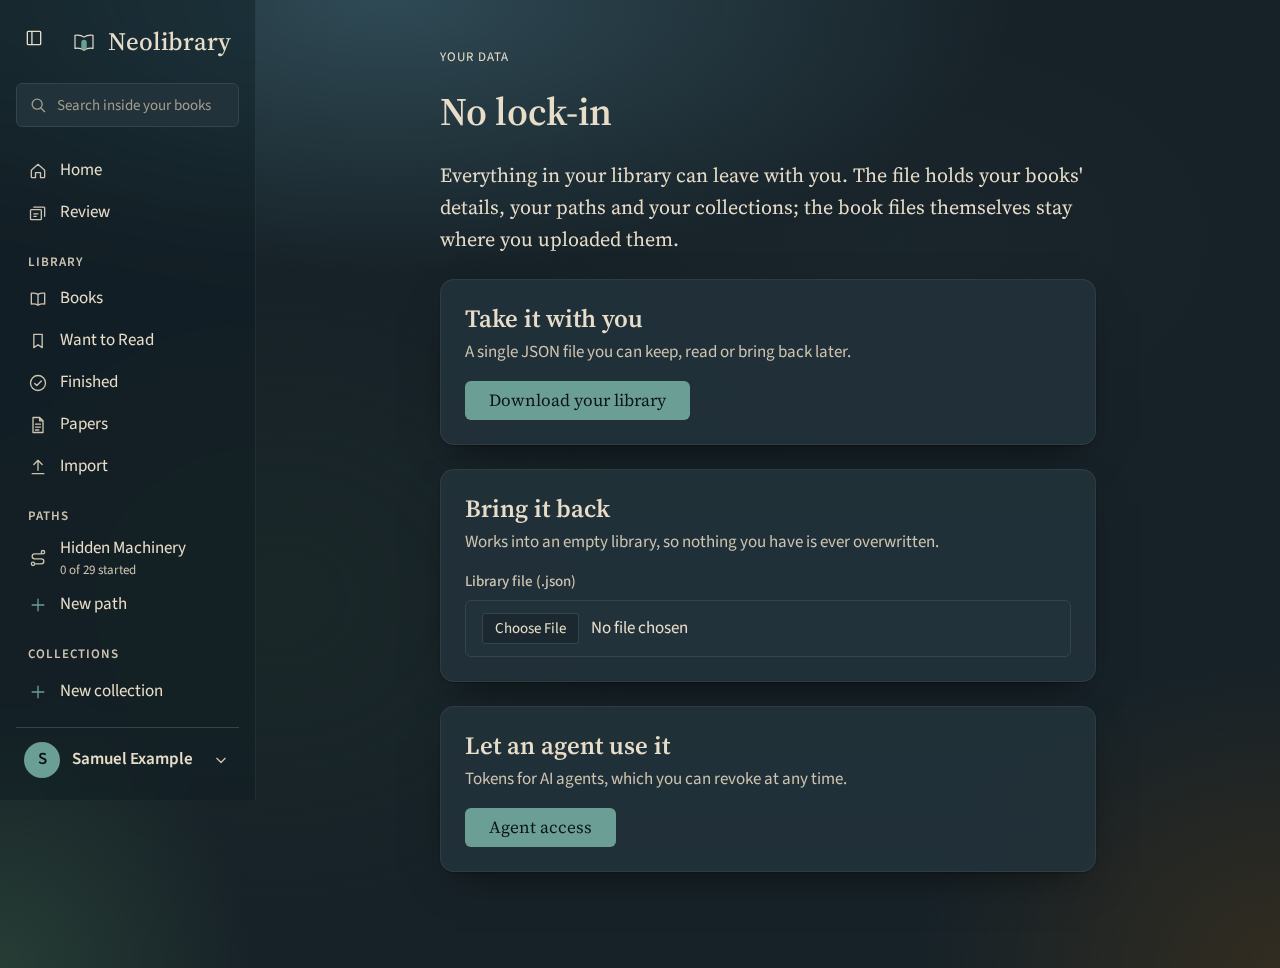 Neolibrary
Search inside your books
Home
Review
LIBRARY
Books
Want to Read
Finished
Papers
Import
PATHS
Hidden Machinery
0 of 29 started
New path
COLLECTIONS
New collection
S
Samuel Example
YOUR DATA
No lock-in
Everything in your library can leave with you. The file holds your books'
details, your paths and your collections; the book files themselves stay
where you uploaded them.
Take it with you
A single JSON file you can keep, read or bring back later.
Download your library
Bring it back
Works into an empty library, so nothing you have is ever overwritten.
Library file (.json)
Choose File No file chosen
Let an agent use it
Tokens for AI agents, which you can revoke at any time.
Agent access